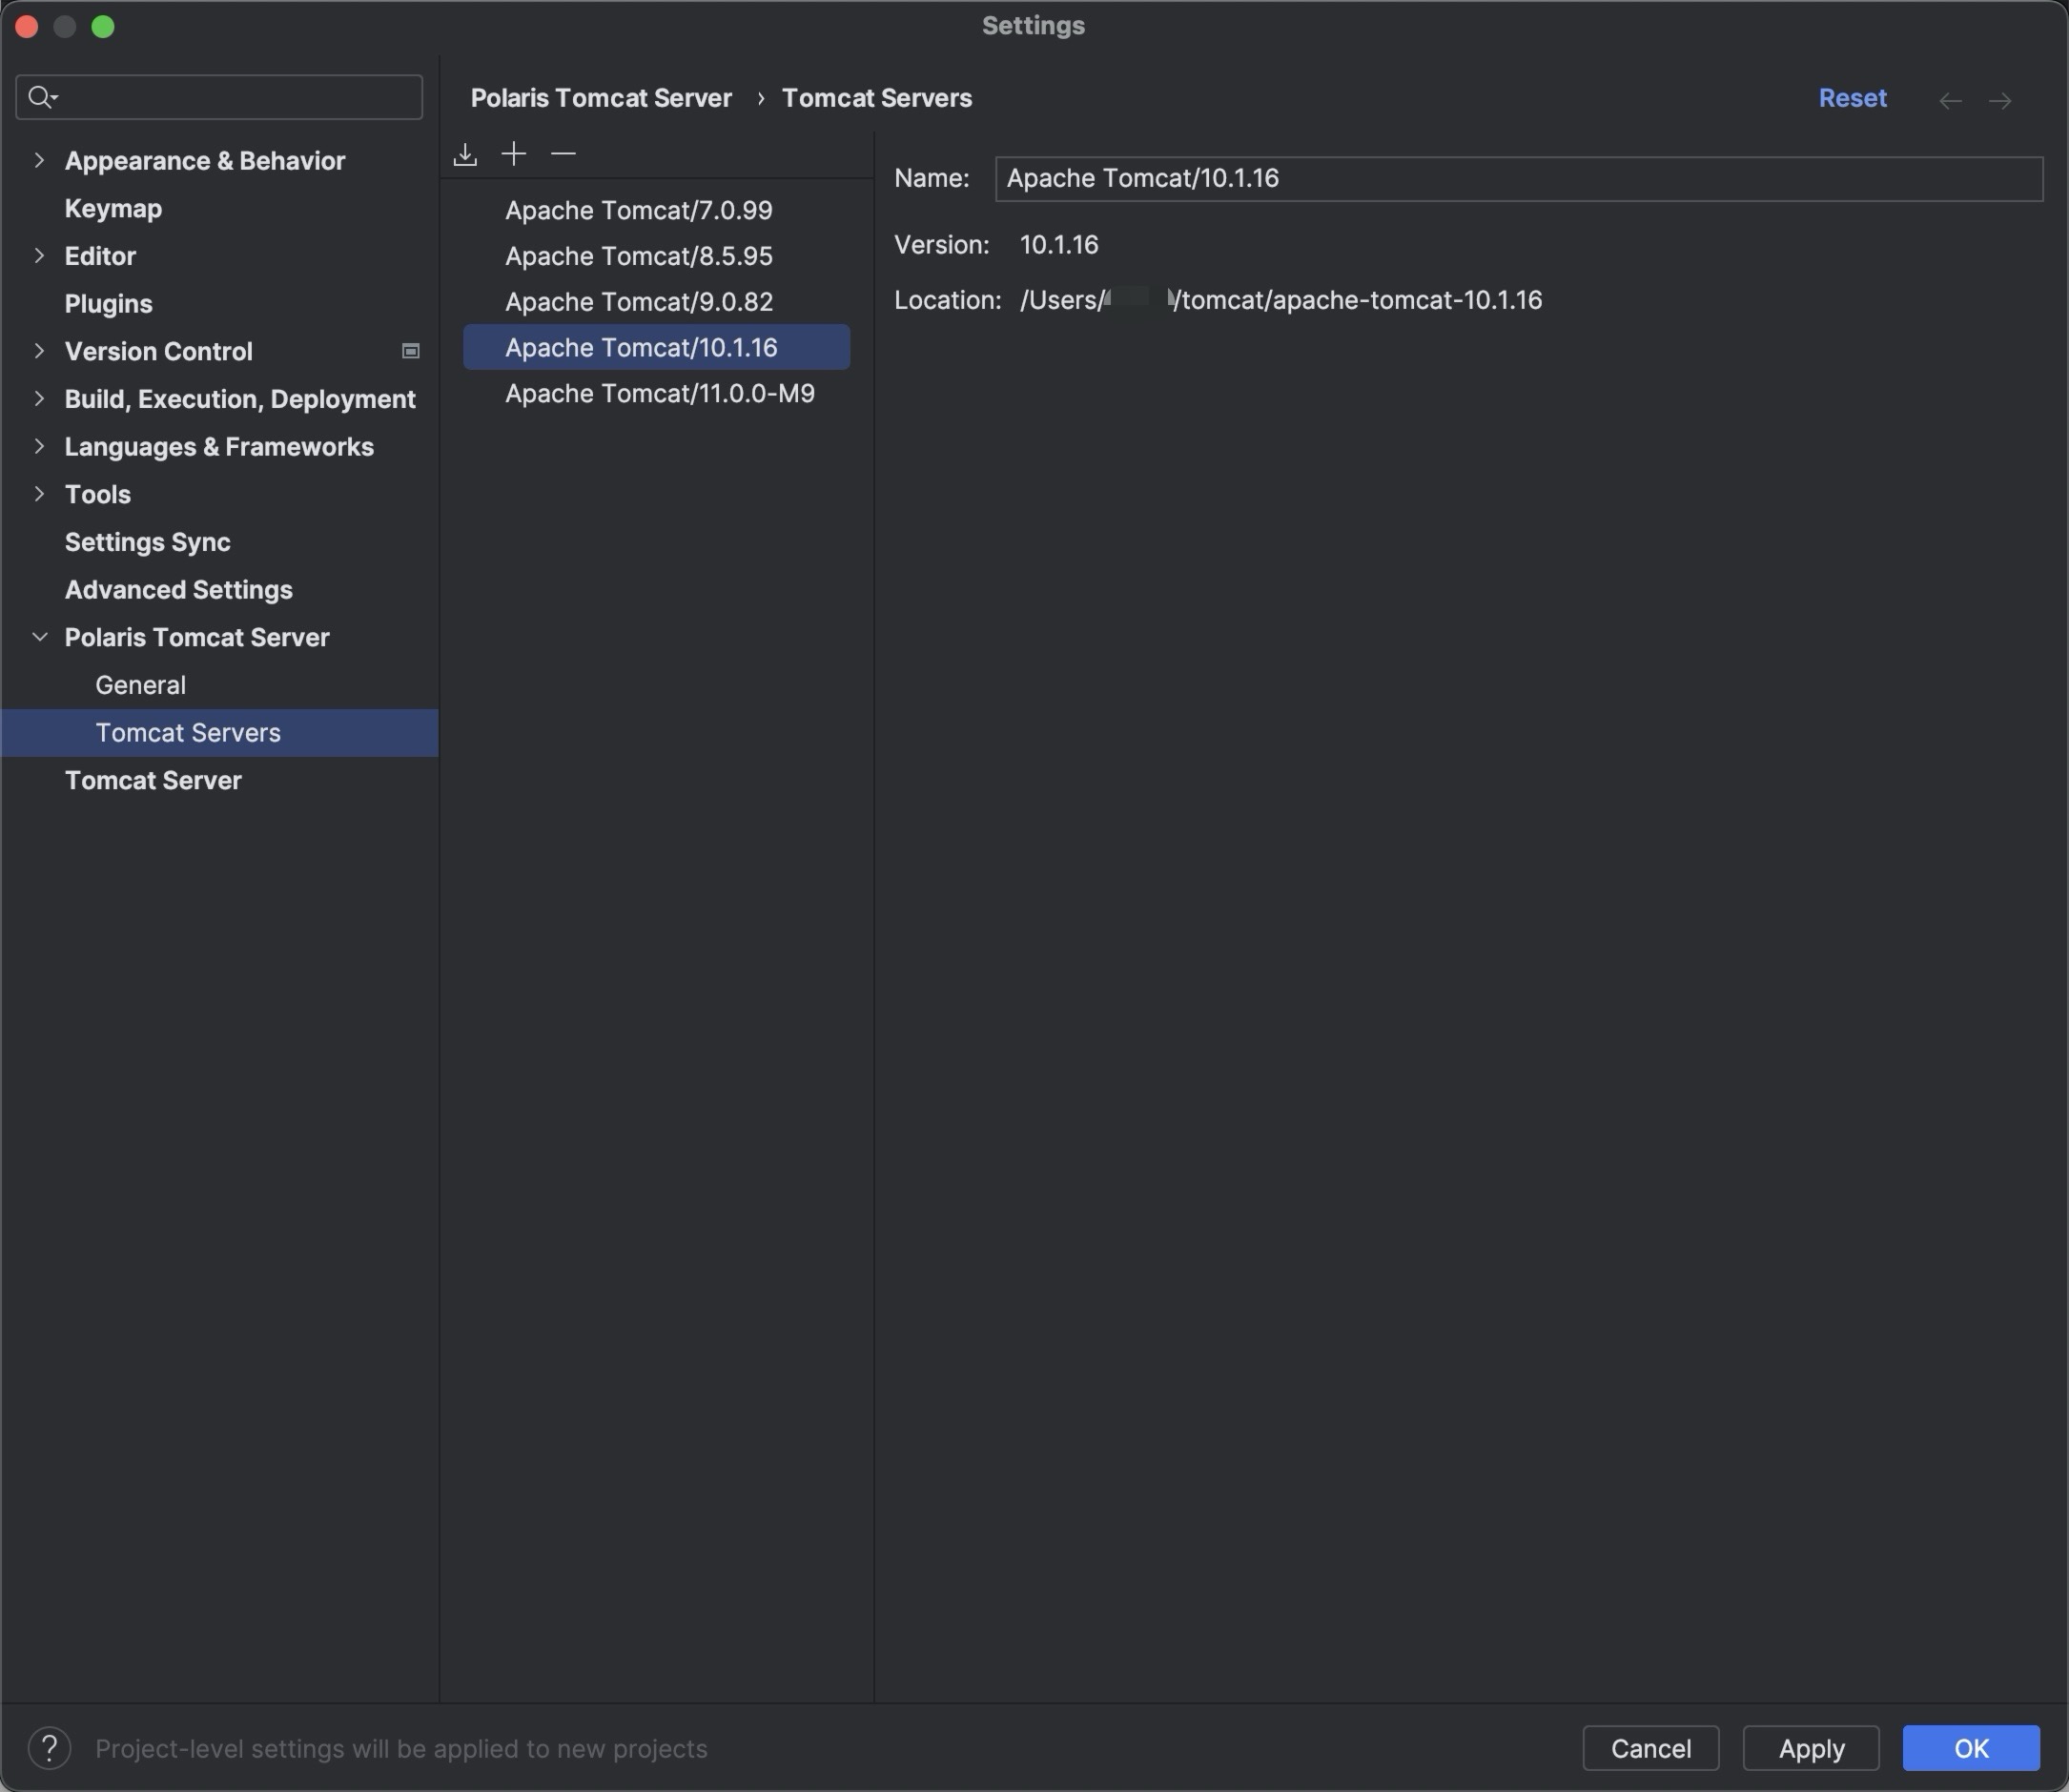 Settings
Appearance & Behavior
Keymap
Editor
Plugins
Version Control
Build, Execution, Deployment
Languages & Frameworks
Tools
Settings Sync
Advanced Settings
Polaris Tomcat Server
General
Tomcat Servers
Tomcat Server
Polaris Tomcat Server › Tomcat Servers
Reset
Apache Tomcat/7.0.99
Apache Tomcat/8.5.95
Apache Tomcat/9.0.82
Apache Tomcat/10.1.16
Apache Tomcat/11.0.0-M9
Name: Apache Tomcat/10.1.16
Version: 10.1.16
Location: /Users/ /tomcat/apache-tomcat-10.1.16
? Project-level settings will be applied to new projects
Cancel Apply OK